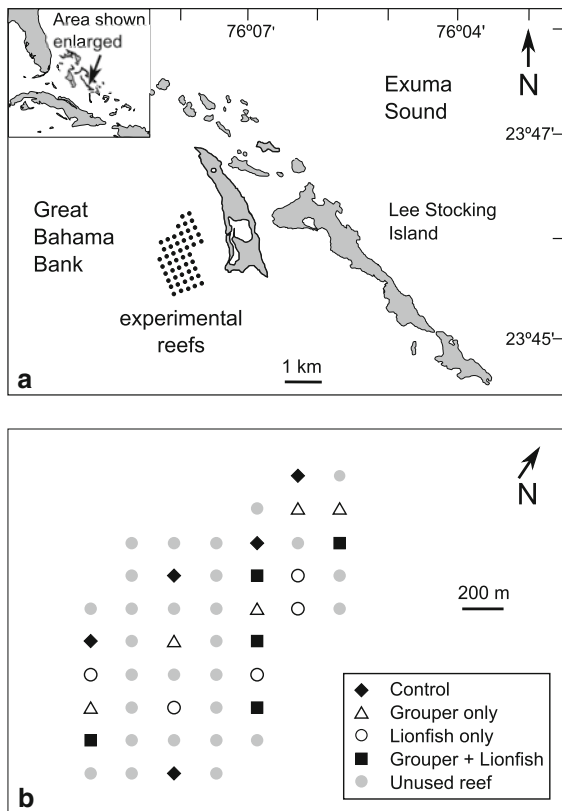 Area shown
enlarged
76°07'
76°04'
N
Exuma
Sound
23°47'
Great
Bahama
Bank
Lee Stocking
Island
experimental
reefs
23°45'
1 km
a
N
200 m
Control
Grouper only
Lionfish only
Grouper + Lionfish
Unused reef
b